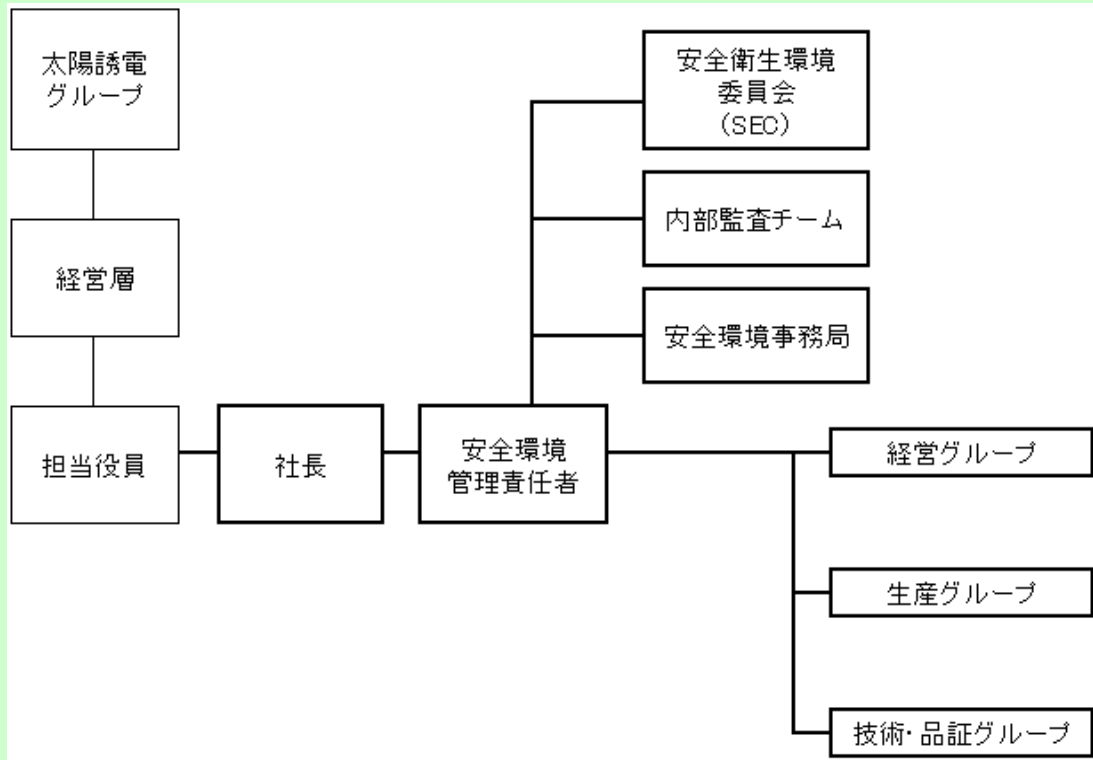 太陽誘電
グループ
安全衛生環境
委員会
(SEC)
内部監査チーム
経営層
安全環境事務局
担当役員
社長
安全環境
管理責任者
経営グループ
生産グループ
技術・品証グループ